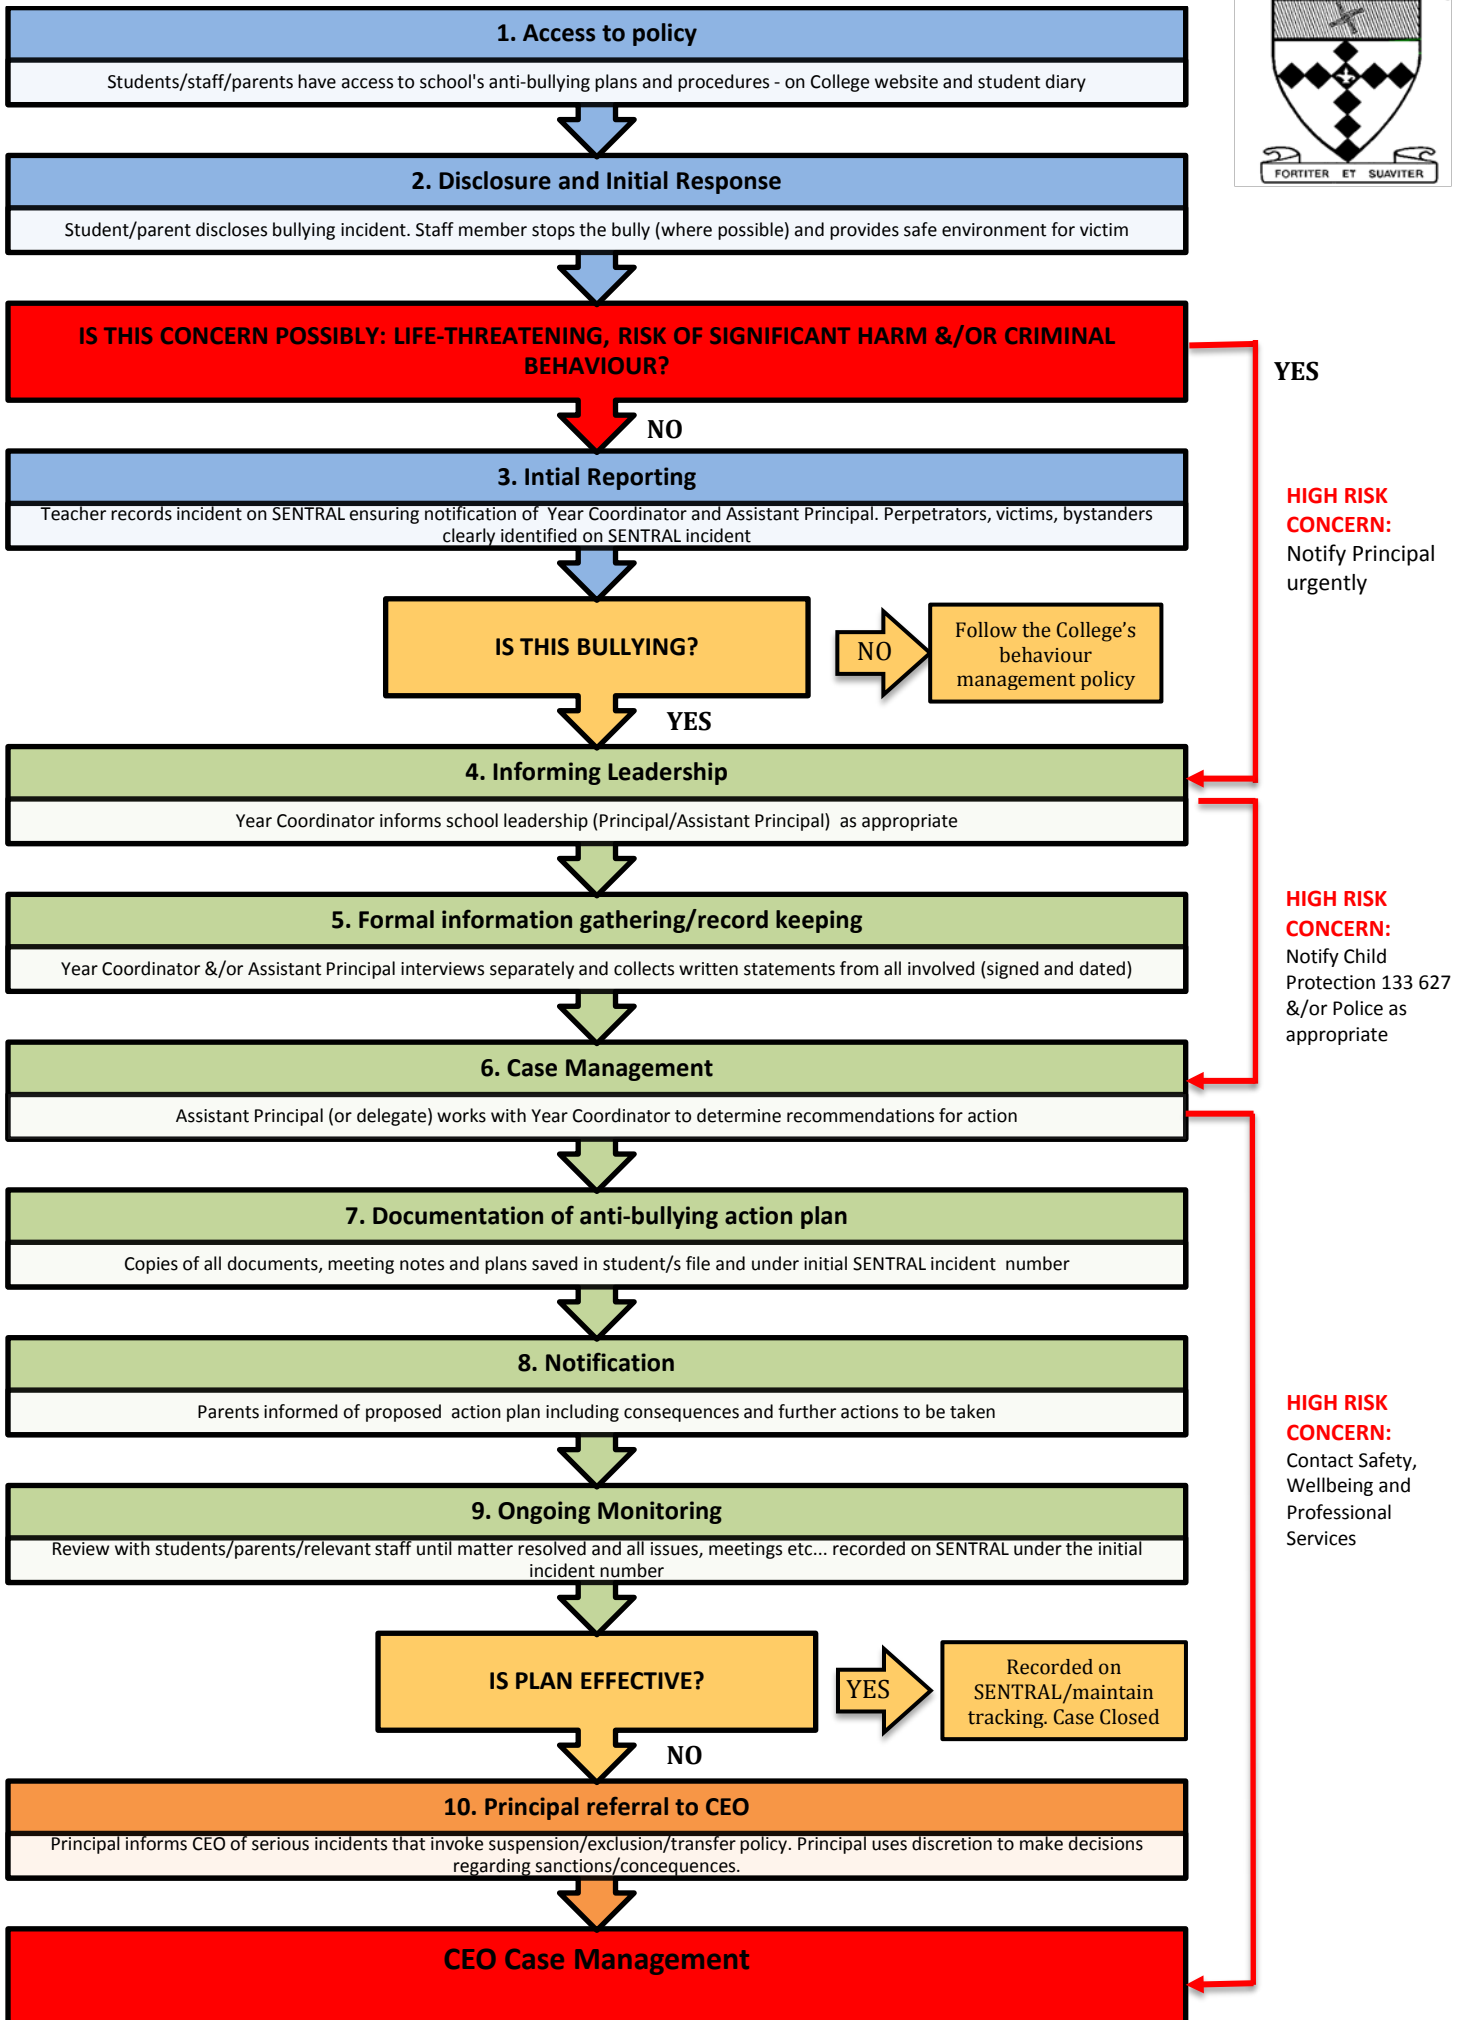 1. Access to policy
Students/staff/parents have access to school's anti-bullying plans and procedures - on College website and student diary
FORTITER ET SUAVITER
2. Disclosure and Initial Response
Student/parent discloses bullying incident. Staff member stops the bully (where possible) and provides safe environment for victim
IS THIS CONCERN POSSIBLY: LIFE-THREATENING, RISK OF SIGNIFICANT HARM &/OR CRIMINAL
BEHAVIOUR?
YES
NO
3. Intial Reporting
Teacher records incident on SENTRAL ensuring notification of Year Coordinator and Assistant Principal. Perpetrators, victims, bystanders
clearly identified on SENTRAL incident
HIGH RISK
CONCERN:
Notify Principal
urgently
IS THIS BULLYING?
NO
Follow the College's
behaviour
management policy
YES
4. Informing Leadership
Year Coordinator informs school leadership (Principal/Assistant Principal) as appropriate
5. Formal information gathering/record keeping
Year Coordinator &/or Assistant Principal interviews separately and collects written statements from all involved (signed and dated)
HIGH RISK
CONCERN:
Notify Child
Protection 133 627
&/or Police as
appropriate
6. Case Management
Assistant Principal (or delegate) works with Year Coordinator to determine recommendations for action
7. Documentation of anti-bullying action plan
Copies of all documents, meeting notes and plans saved in student/s file and under initial SENTRAL incident number
8. Notification
Parents informed of proposed action plan including consequences and further actions to be taken
HIGH RISK
CONCERN:
Contact Safety,
Wellbeing and
Professional
Services
9. Ongoing Monitoring
Review with students/parents/relevant staff until matter resolved and all issues, meetings etc... recorded on SENTRAL under the initial
incident number
IS PLAN EFFECTIVE?
YES
Recorded on
SENTRAL/maintain
tracking. Case Closed
NO
10. Principal referral to CEO
Principal informs CEO of serious incidents that invoke suspension/exclusion/transfer policy. Principal uses discretion to make decisions
regarding sanctions/concequences.
CEO Case Management